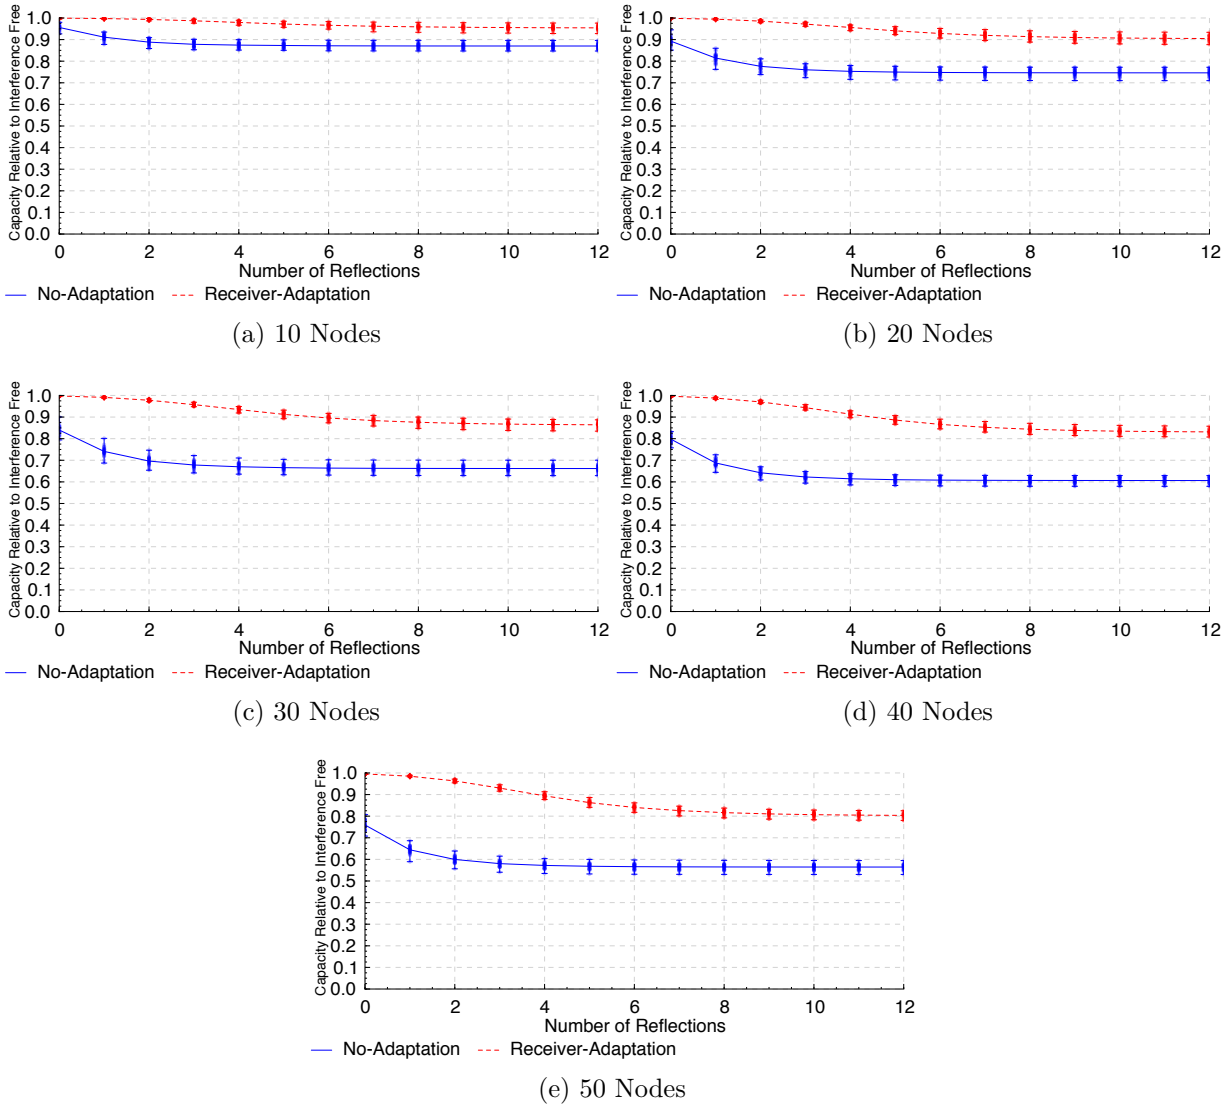 Capacity Relative to Interference Free
1.0
0.9
0.8
0.7
0.6
0.5
0.4
0.3
0.2
0.1
0.0
0 2 4 6 8 10 12
Number of Reflections
No-Adaptation Receiver-Adaptation
(a) 10 Nodes
Capacity Relative to Interference Free
1.0
0.9
0.8
0.7
0.6
0.5
0.4
0.3
0.2
0.1
0.0
0 2 4 6 8 10 12
Number of Reflections
No-Adaptation Receiver-Adaptation
(b) 20 Nodes
Capacity Relative to Interference Free
1.0
0.9
0.8
0.7
0.6
0.5
0.4
0.3
0.2
0.1
0.0
0 2 4 6 8 10 12
Number of Reflections
No-Adaptation Receiver-Adaptation
(c) 30 Nodes
Capacity Relative to Interference Free
1.0
0.9
0.8
0.7
0.6
0.5
0.4
0.3
0.2
0.1
0.0
0 2 4 6 8 10 12
Number of Reflections
No-Adaptation Receiver-Adaptation
(d) 40 Nodes
Capacity Relative to Interference Free
1.0
0.9
0.8
0.7
0.6
0.5
0.4
0.3
0.2
0.1
0.0
0 2 4 6 8 10 12
Number of Reflections
No-Adaptation Receiver-Adaptation
(e) 50 Nodes